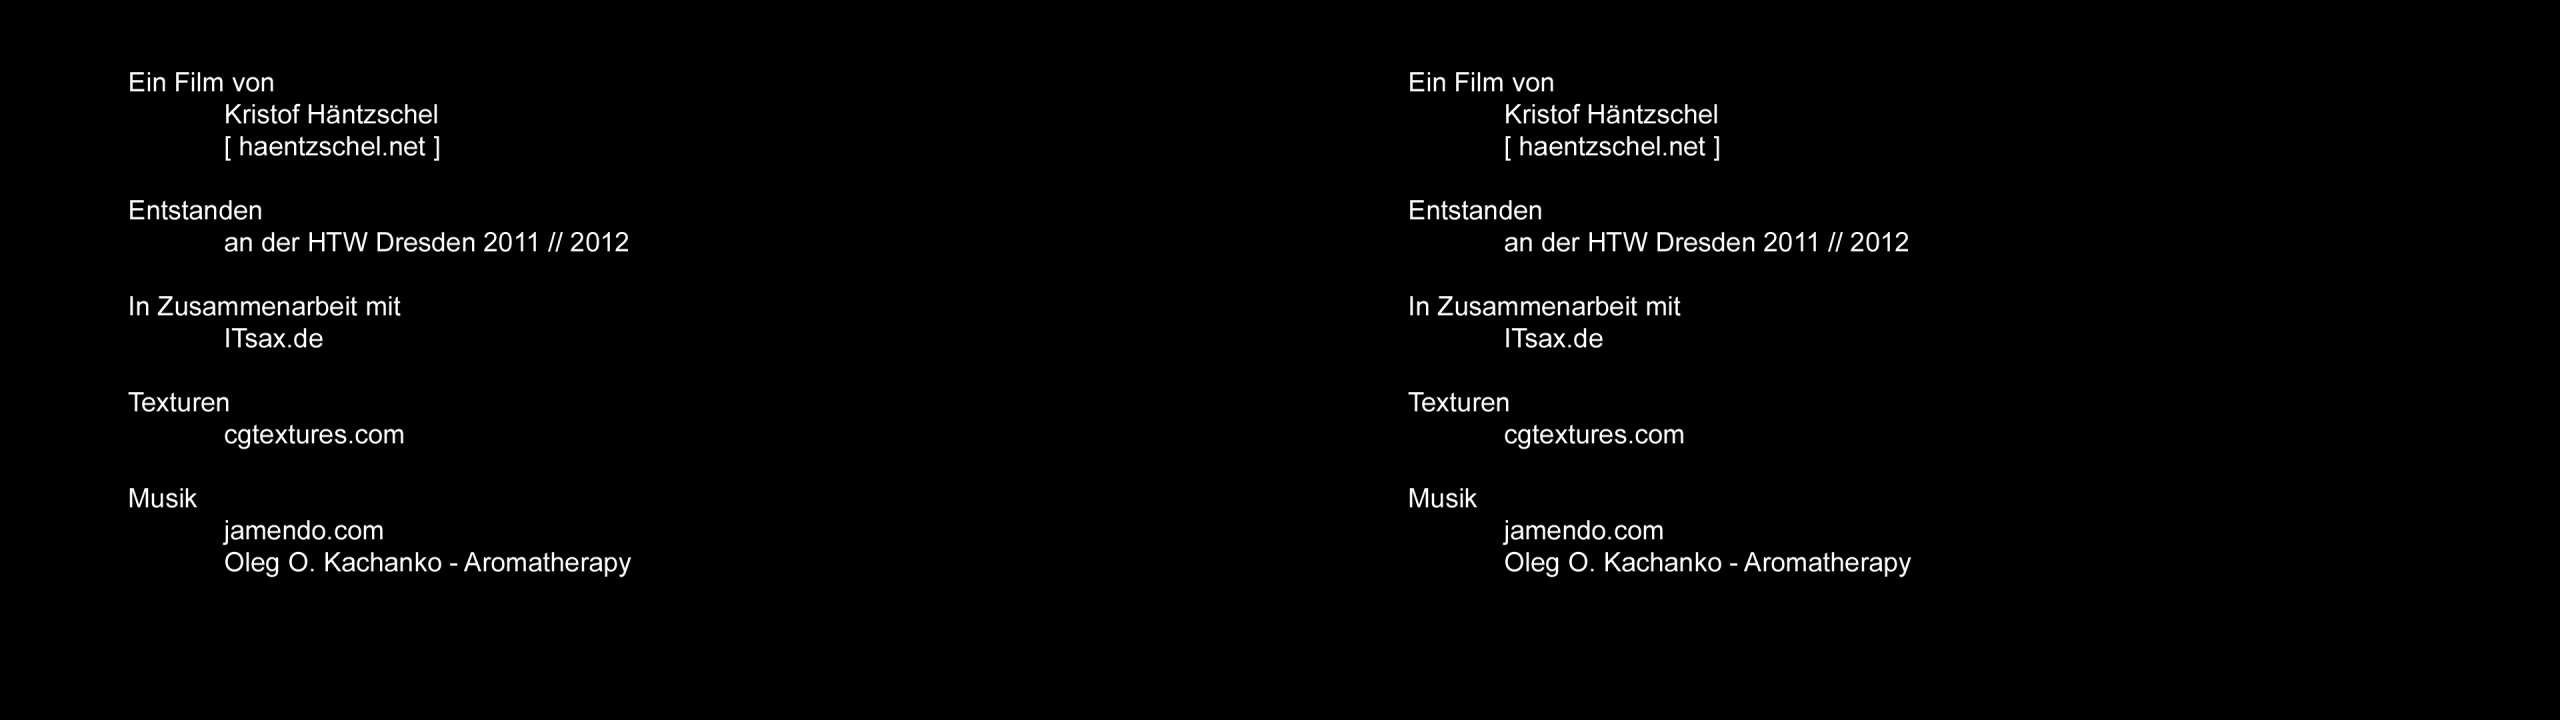 Ein Film von
Kristof Häntzschel
[ haentzschel.net ]
Entstanden
an der HTW Dresden 2011 // 2012
In Zusammenarbeit mit
ITsax.de
Texturen
cgtextures.com
Musik
jamendo.com
Oleg O. Kachanko - Aromatherapy
Ein Film von
Kristof Häntzschel
[ haentzschel.net ]
Entstanden
an der HTW Dresden 2011 // 2012
In Zusammenarbeit mit
ITsax.de
Texturen
cgtextures.com
Musik
jamendo.com
Oleg O. Kachanko - Aromatherapy